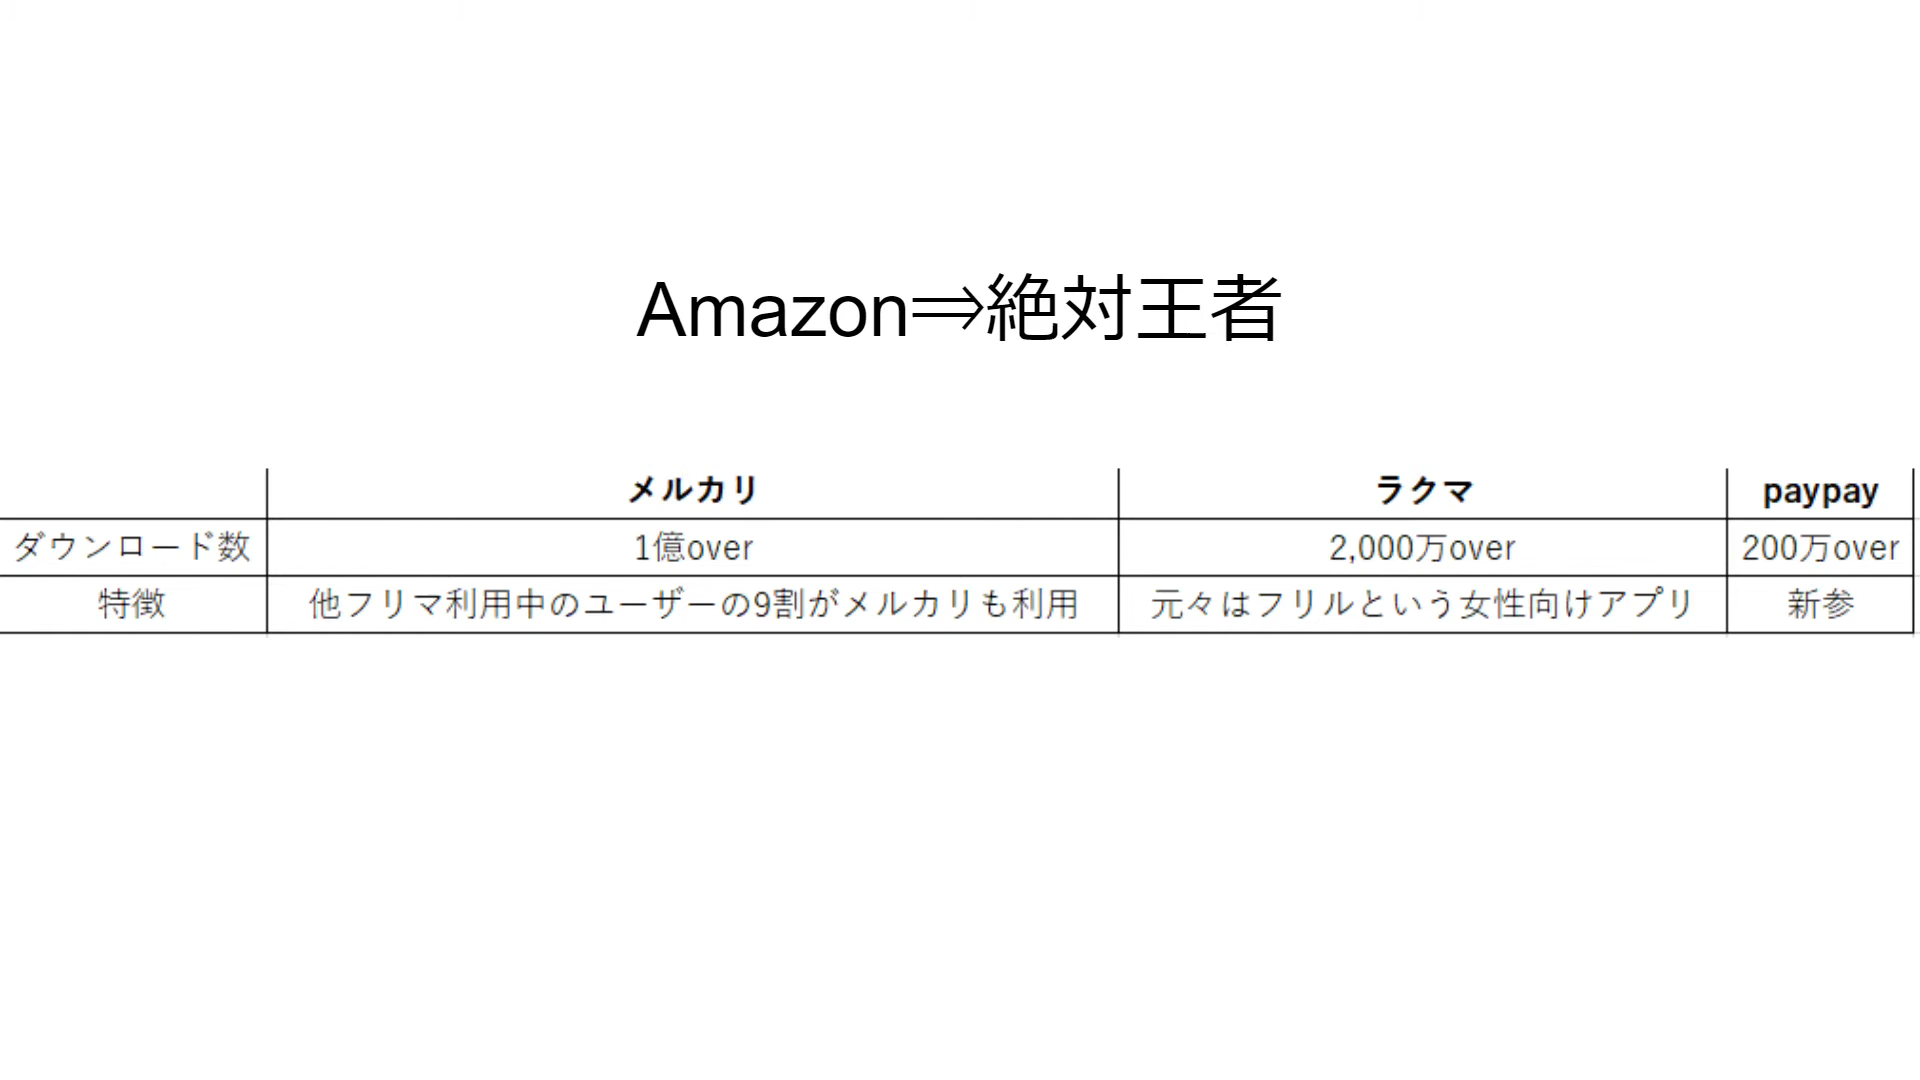 Amazon⇒絶対王者
メルカリ ラクマ paypay
ダウンロード数 1億over 2,000万over 200万over
特徴 他フリマ利用中のユーザーの9割がメルカリも利用 元々はフリルという女性向けアプリ 新参